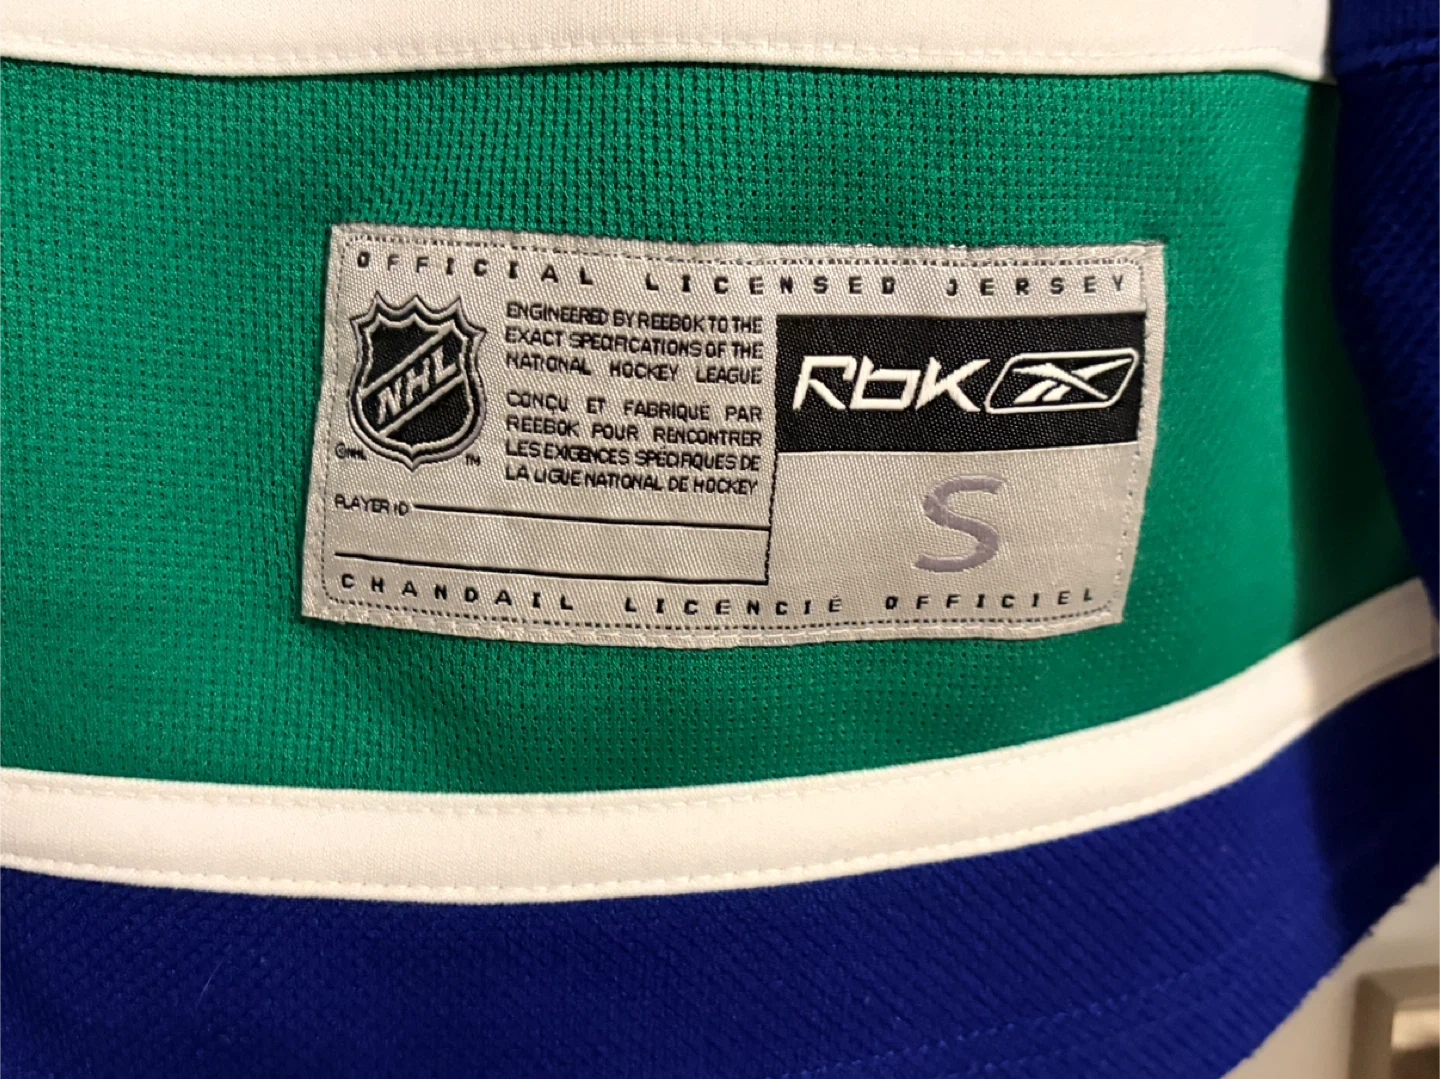 OFFICIAL LICENSED JERSEY
NHL
©NHL
TM
ENGINEERED BY REEBOK TO THE
EXACT SPECIFICATIONS OF THE
NATIONAL HOCKEY LEAGUE
CONÇU ET FABRIQUÉ PAR
REEBOK POUR RENCONTRER
LES EXIGENCES SPÉCIFIQUES DE
LA LIGUE NATIONAL DE HOCKEY
PLAYER ID
Rbk
S
CHANDAIL LICENCIÉ OFFICIEL